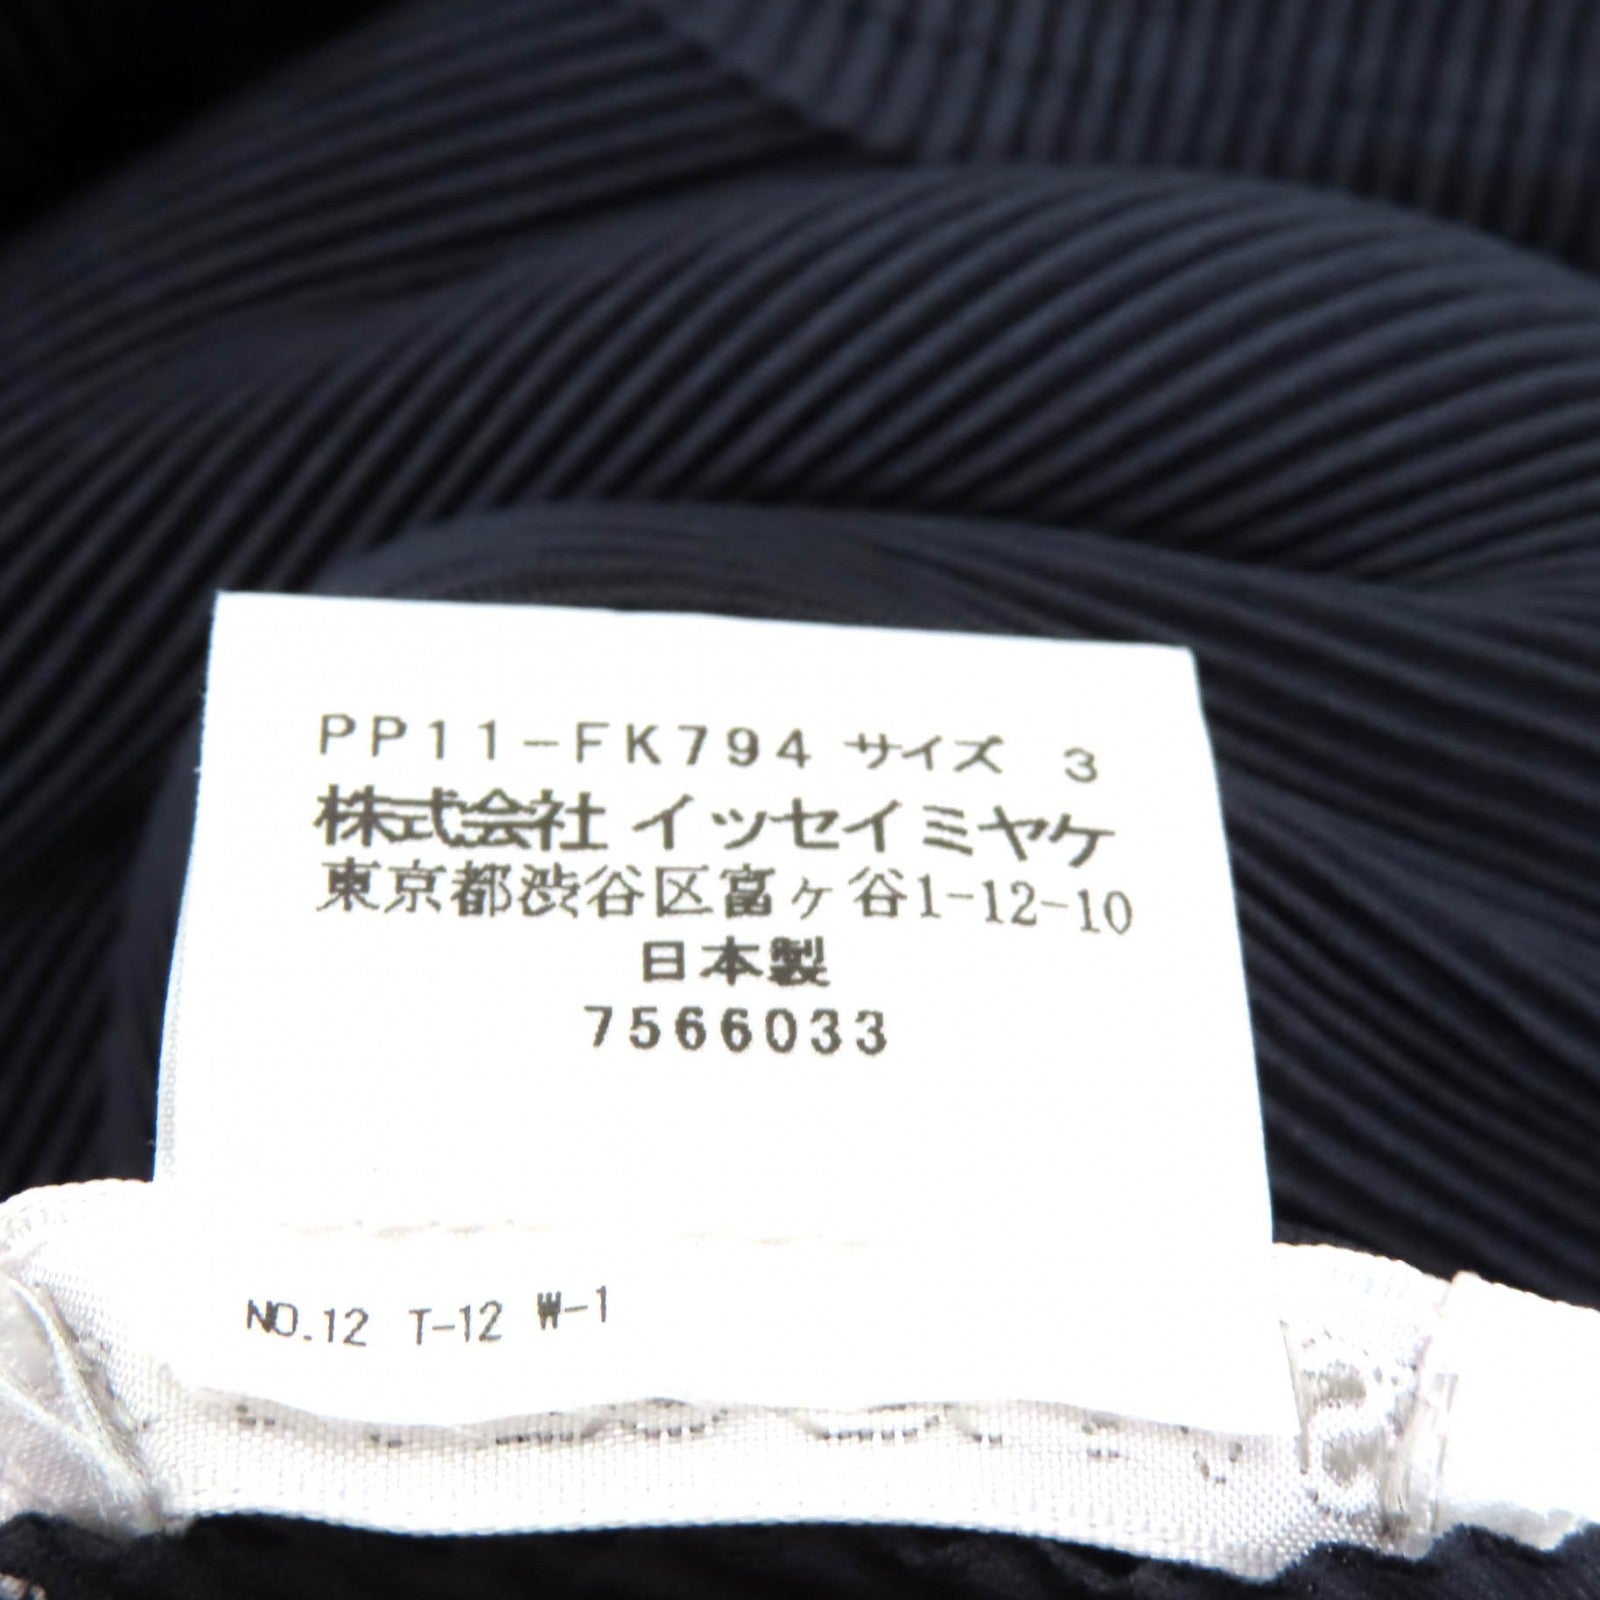 PP11-FK794 サイズ 3
株式会社 イッセイミヤケ
東京都渋谷区富ヶ谷1-12-10
日本製
7566033
NO.12 T-12 W-1